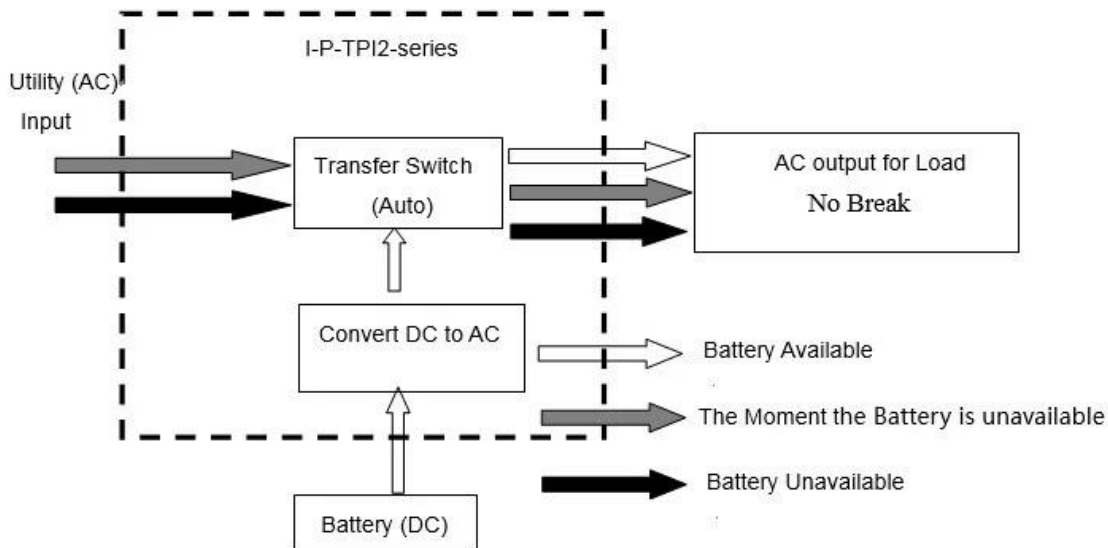 I-P-TPI2-series
Utility (AC)
Input
Transfer Switch
(Auto)
AC output for Load
No Break
Convert DC to AC
Battery Available
The Moment the Battery is unavailable
Battery Unavailable
Battery (DC)